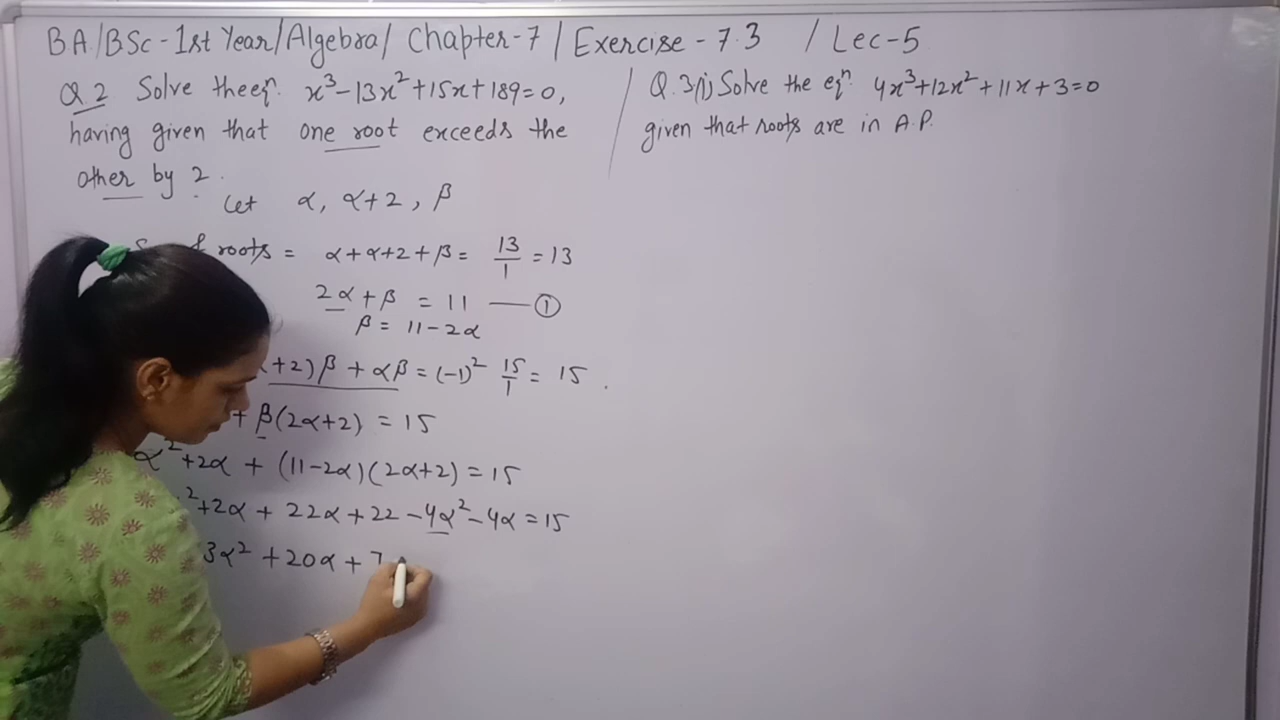 BA/BSc-1st Year/Algebra/ Chapter-7/Exercise-7.3 / Lec-5
Q.2 Solve the eqn. x³-13x²+15x+189=0,
having given that one root exceeds the
other by 2.
Let α, α+2, β
roots = α+α+2+β = 13/1 = 13
2α+β = 11 — ①
β = 11-2α
+2)β + αβ = (-1)² 15/1 = 15
+ β(2α+2) = 15
α²+2α + (11-2α)(2α+2) = 15
²+2α + 22α+22-4α²-4α=15
3α²+20α+7
Q.3(i) Solve the eqn. 4x³+12x²+11x+3=0
given that roots are in A.P.